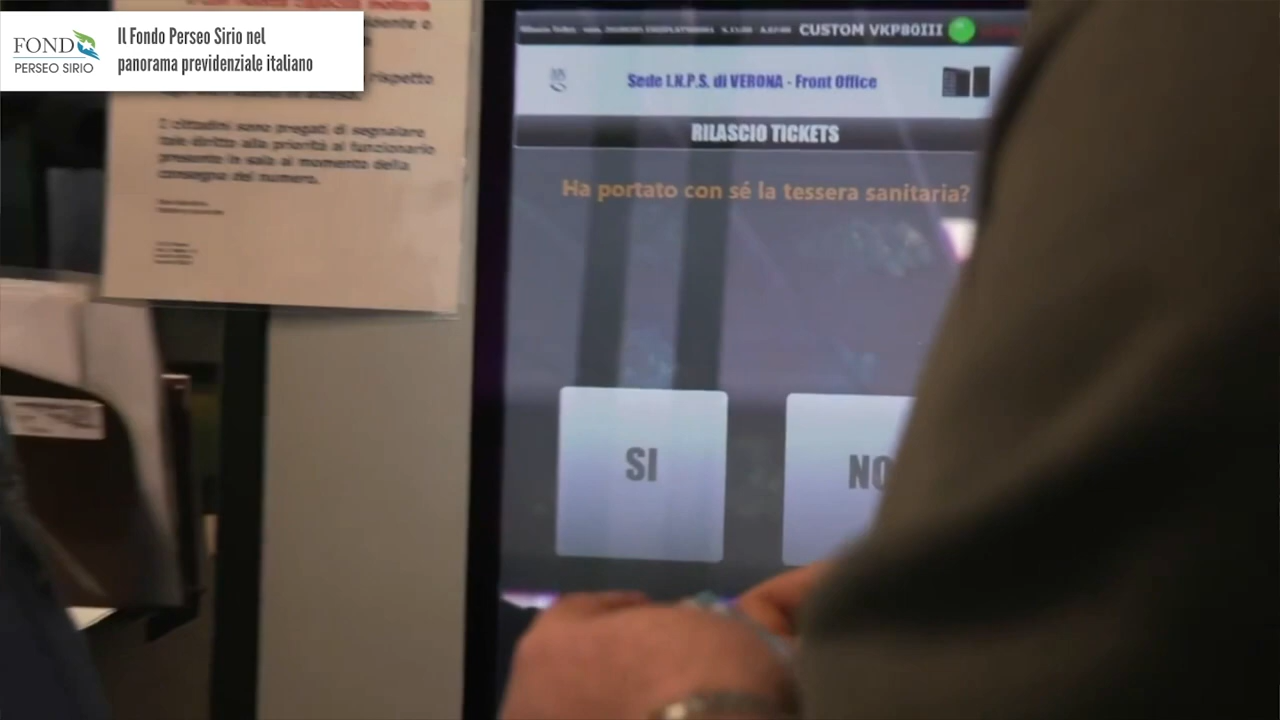 FONDO
PERSEO SIRIO
Il Fondo Perseo Sirio nel
panorama previdenziale italiano
rispetto
I cittadini sono pregati di segnalare
tale diritto alla priorità al funzionario
presente in sala al momento della
consegna del numero.
CUSTOM VKP80III
Sede I.N.P.S. di VERONA - Front Office
RILASCIO TICKETS
Ha portato con sé la tessera sanitaria?
SI
NO